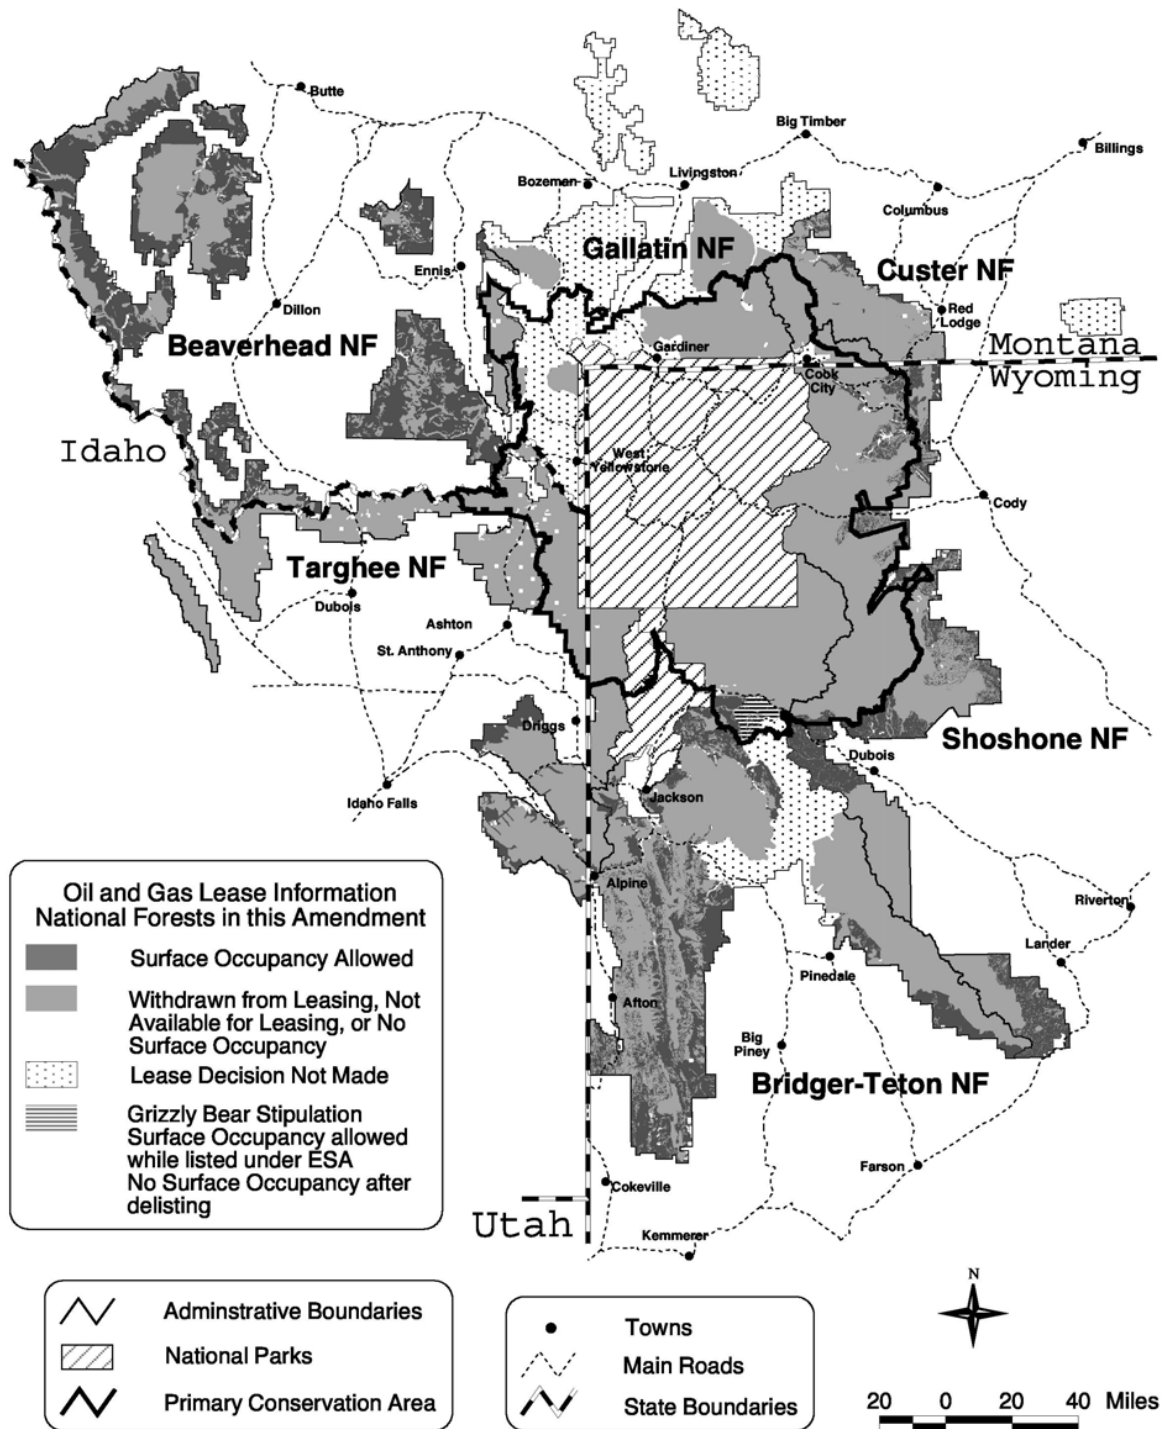 Butte
Big Timber
Billings
Bozeman
Livingston
Columbus
Gallatin NF
Custer NF
Ennis
Dillon
Red
Lodge
Beaverhead NF
Gardiner
Montana
Cook
City
Wyoming
Idaho
West
Yellowstone
Cody
Targhee NF
Dubois
Ashton
St. Anthony
Driggs
Shoshone NF
Dubois
Idaho Falls
Jackson
Alpine
Riverton
Lander
Pinedale
Afton
Big
Piney
Bridger-Teton NF
Farson
Cokeville
Utah
Kemmerer
Oil and Gas Lease Information
National Forests in this Amendment
Surface Occupancy Allowed
Withdrawn from Leasing, Not
Available for Leasing, or No
Surface Occupancy
Lease Decision Not Made
Grizzly Bear Stipulation
Surface Occupancy allowed
while listed under ESA
No Surface Occupancy after
delisting
Adminstrative Boundaries
National Parks
Primary Conservation Area
Towns
Main Roads
State Boundaries
N
20 0 20 40 Miles